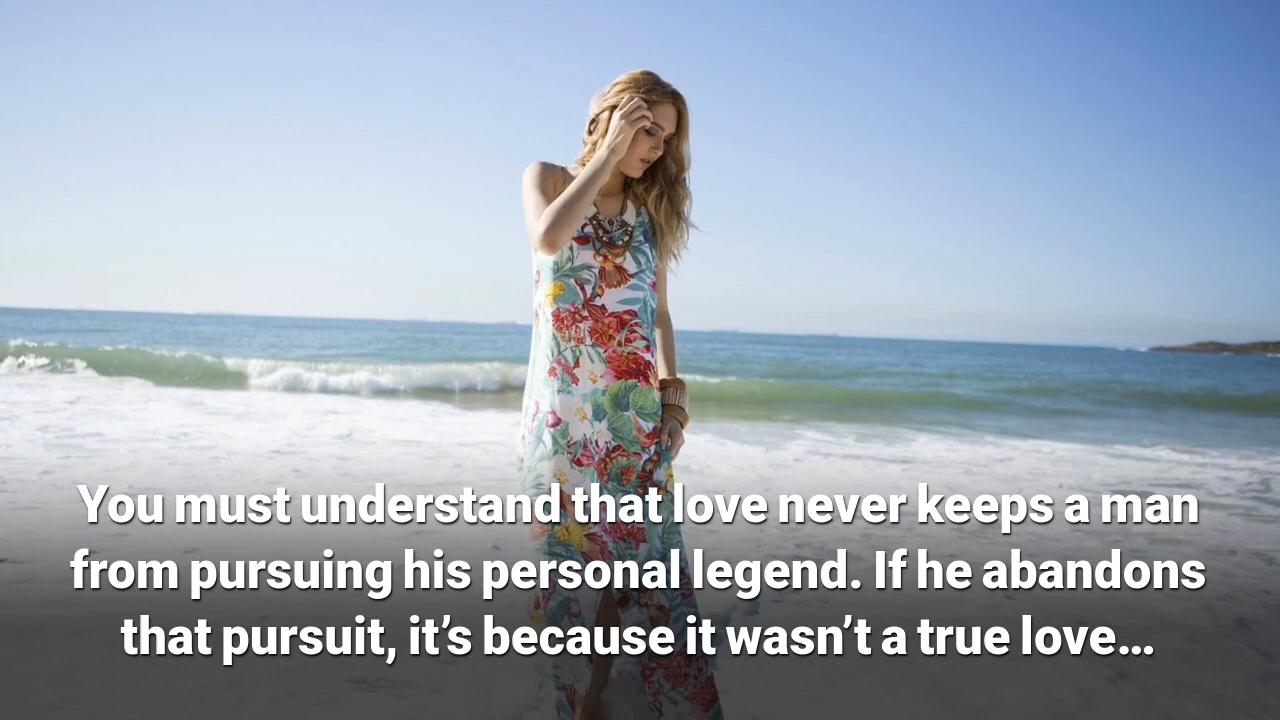 You must understand that love never keeps a man
from pursuing his personal legend. If he abandons
that pursuit, it’s because it wasn’t a true love…